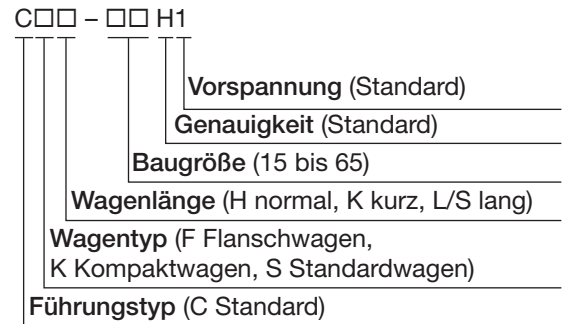 C□□ – □□ H1
Vorspannung (Standard)
Genauigkeit (Standard)
Baugröße (15 bis 65)
Wagenlänge (H normal, K kurz, L/S lang)
Wagentyp (F Flanschwagen,
K Kompaktwagen, S Standardwagen)
Führungstyp (C Standard)